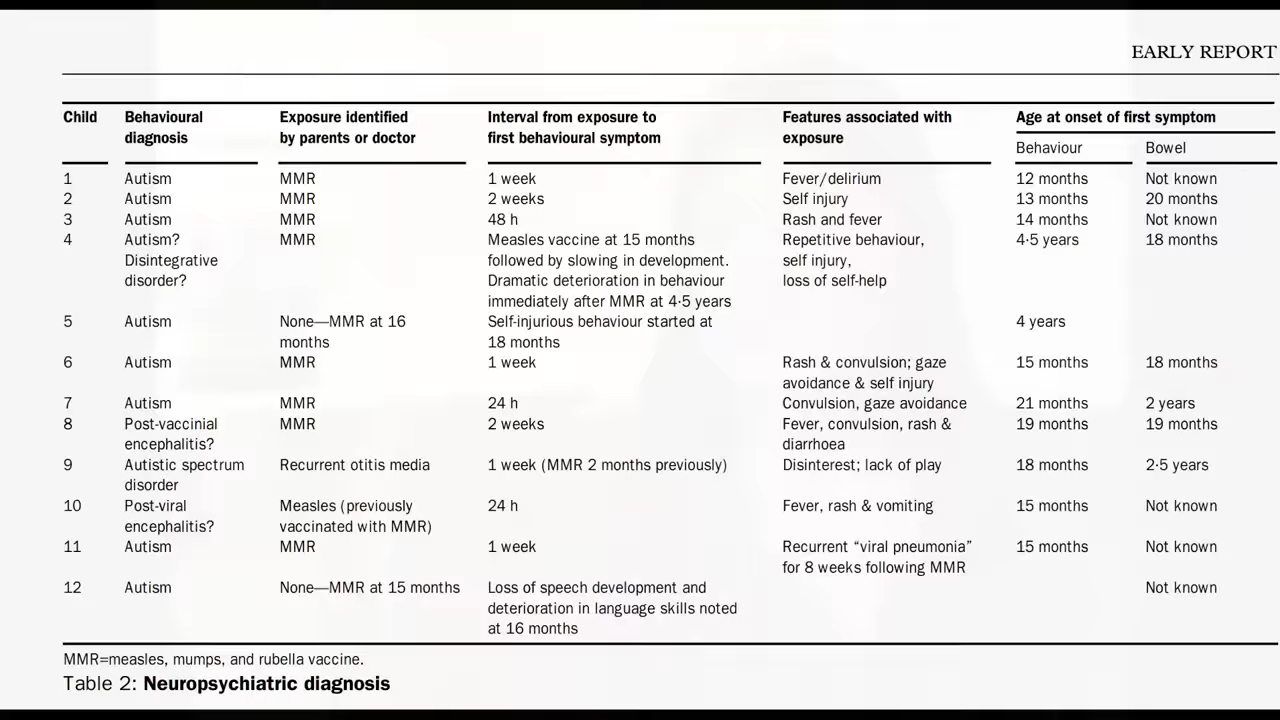 EARLY REPORT
Child Behavioural diagnosis Exposure identified by parents or doctor Interval from exposure to first behavioural symptom Features associated with exposure Age at onset of first symptom
Behaviour Bowel
1 Autism MMR 1 week Fever/delirium 12 months Not known
2 Autism MMR 2 weeks Self injury 13 months 20 months
3 Autism MMR 48 h Rash and fever 14 months Not known
4 Autism? MMR Measles vaccine at 15 months Repetitive behaviour, 4·5 years 18 months
Disintegrative followed by slowing in development. self injury,
disorder? Dramatic deterioration in behaviour loss of self-help
immediately after MMR at 4·5 years
5 Autism None—MMR at 16 Self-injurious behaviour started at 4 years
months 18 months
6 Autism MMR 1 week Rash & convulsion; gaze 15 months 18 months
avoidance & self injury
7 Autism MMR 24 h Convulsion, gaze avoidance 21 months 2 years
8 Post-vaccinial MMR 2 weeks Fever, convulsion, rash & 19 months 19 months
encephalitis? diarrhoea
9 Autistic spectrum Recurrent otitis media 1 week (MMR 2 months previously) Disinterest; lack of play 18 months 2·5 years
disorder
10 Post-viral Measles (previously 24 h Fever, rash & vomiting 15 months Not known
encephalitis? vaccinated with MMR)
11 Autism MMR 1 week Recurrent “viral pneumonia” 15 months Not known
for 8 weeks following MMR
12 Autism None—MMR at 15 months Loss of speech development and Not known
deterioration in language skills noted
at 16 months
MMR=measles, mumps, and rubella vaccine.
Table 2: Neuropsychiatric diagnosis